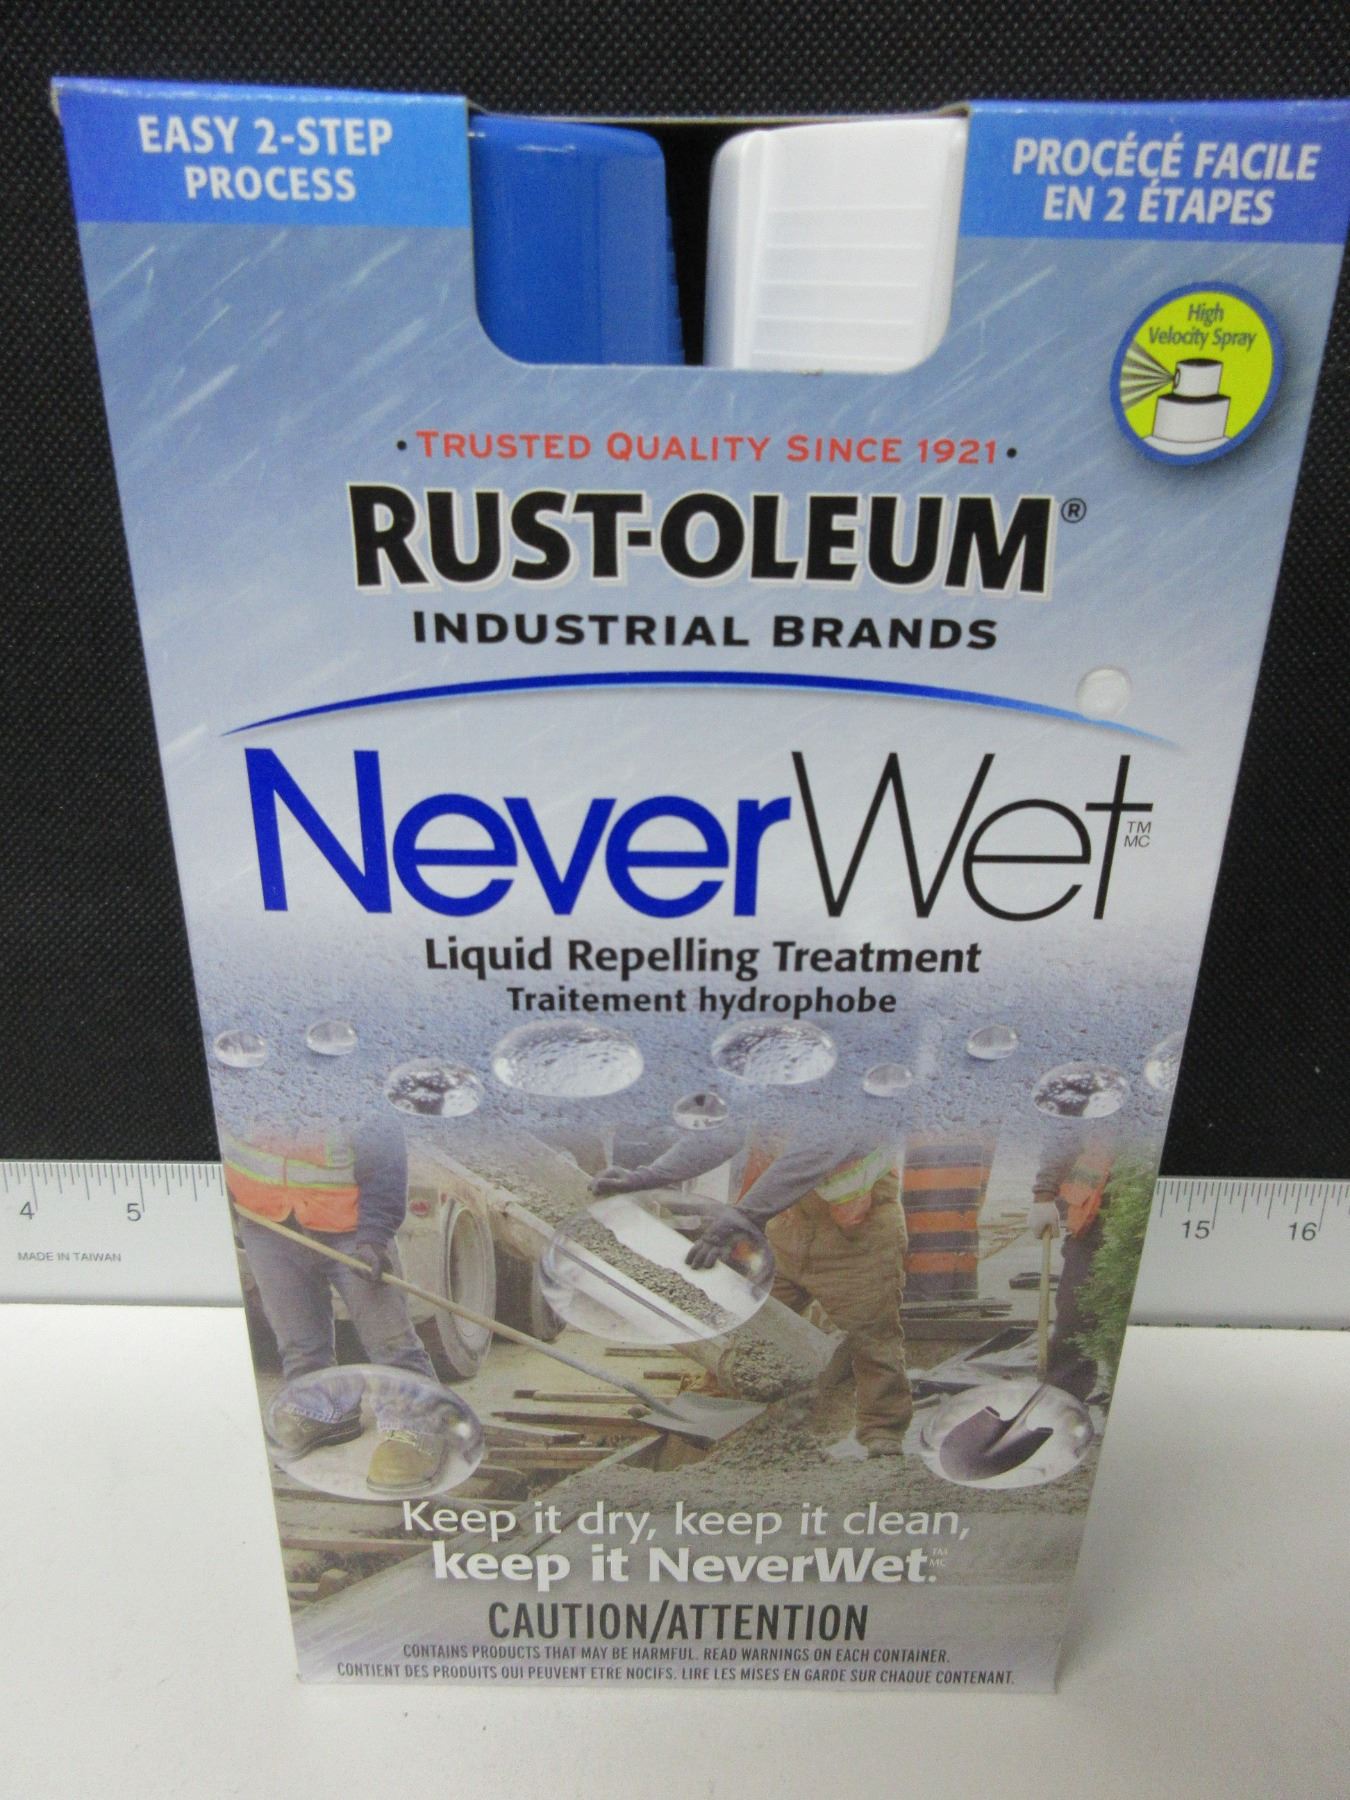 EASY 2-STEP
PROCESS
PROCÉCÉ FACILE
EN 2 ÉTAPES
High
Velocity Spray
• TRUSTED QUALITY SINCE 1921 •
RUST-OLEUM®
INDUSTRIAL BRANDS
NeverWet
TM
MC
Liquid Repelling Treatment
Traitement hydrophobe
4 5
15 16
MADE IN TAIWAN
Keep it dry, keep it clean,
keep it NeverWet.
TM
MC
CAUTION/ATTENTION
CONTAINS PRODUCTS THAT MAY BE HARMFUL. READ WARNINGS ON EACH CONTAINER.
CONTIENT DES PRODUITS QUI PEUVENT ETRE NOCIFS. LIRE LES MISES EN GARDE SUR CHAQUE CONTENANT.